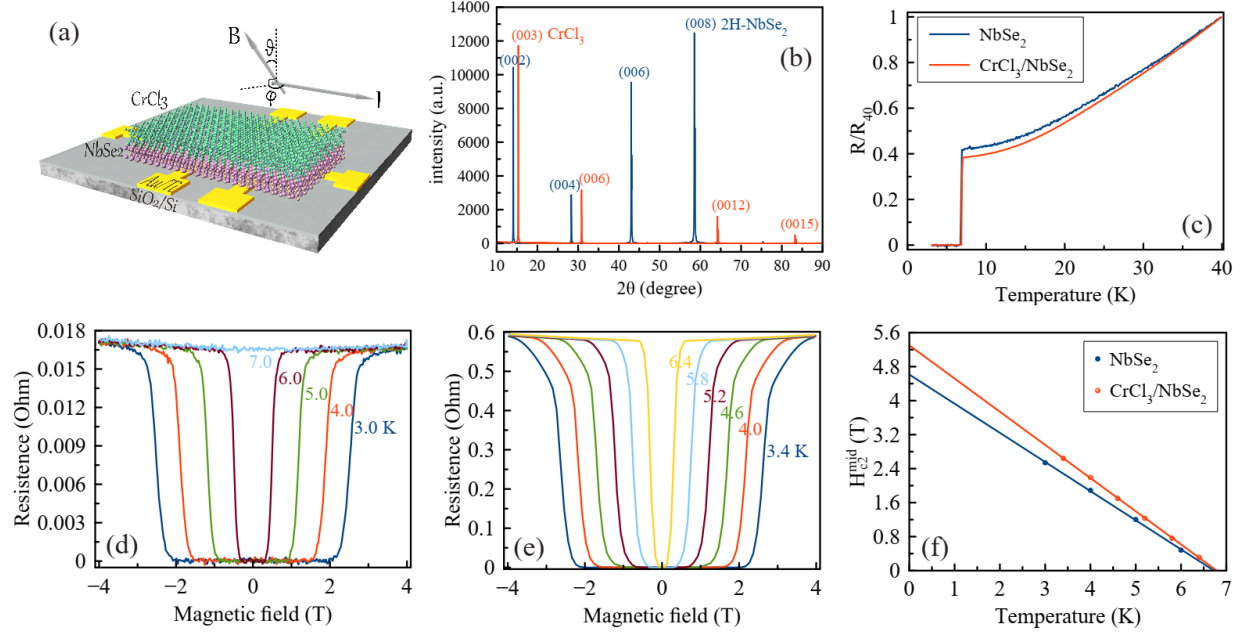 (a)
B
φ
φ
I
CrCl3
NbSe2
Au/Ti
SiO2/Si
14000
12000
10000
8000
6000
4000
2000
0
intensity (a.u.)
(002)
(003) CrCl3
(004)
(006)
(006)
(008) 2H-NbSe2
(0012)
(0015)
(b)
10 20 30 40 50 60 70 80 90
2θ (degree)
1
0.8
0.6
0.4
0.2
0
R/R40
NbSe2
CrCl3/NbSe2
(c)
0 10 20 30 40
Temperature (K)
0.018
0.015
0.012
0.009
0.006
0.003
0
Resistence (Ohm)
7.0
6.0
5.0
4.0
3.0 K
(d)
−4 −2 0 2 4
Magnetic field (T)
0.6
0.5
0.4
0.3
0.2
0.1
0
Resistence (Ohm)
6.4
5.8
5.2
4.6
4.0
3.4 K
(e)
−4 −2 0 2 4
Magnetic field (T)
5.6
4.8
4.0
3.2
2.4
1.6
0.8
0
Hc2mid (T)
NbSe2
CrCl3/NbSe2
(f)
0 1 2 3 4 5 6 7
Temperature (K)